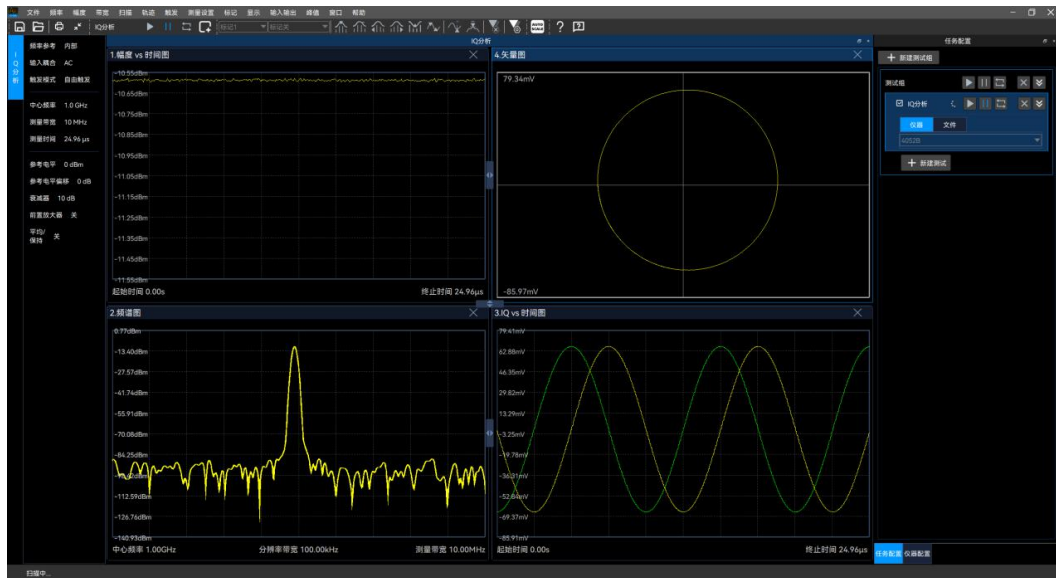 文件 频率 幅度 带宽 扫描 轨迹 触发 测量设置 标记 显示 输入输出 峰值 窗口 帮助
IQ分析 标记1 标记关 AUTO SCALE
IQ分析
频率参考 内部
输入耦合 AC
触发模式 自由触发
中心频率 1.0 GHz
测量带宽 10 MHz
测量时间 24.96 μs
参考电平 0 dBm
参考电平偏移 0 dB
衰减器 10 dB
前置放大器 关
平均/保持 关
IQ分析
1.幅度 vs 时间图
-10.55dBm
-10.65dBm
-10.75dBm
-10.85dBm
-10.95dBm
-11.05dBm
-11.15dBm
-11.25dBm
-11.35dBm
-11.45dBm
-11.55dBm
起始时间 0.00s 终止时间 24.96μs
4.矢量图
79.34mV
-85.97mV
2.频谱图
0.77dBm
-13.40dBm
-27.57dBm
-41.74dBm
-55.91dBm
-70.08dBm
-84.25dBm
-112.59dBm
-126.76dBm
-140.93dBm
中心频率 1.00GHz 分辨率带宽 100.00kHz 测量带宽 10.00MHz
3.IQ vs 时间图
79.41mV
62.88mV
46.35mV
29.82mV
13.29mV
-3.25mV
-19.78mV
-36.31mV
-52.84mV
-69.37mV
-85.91mV
起始时间 0.00s 终止时间 24.96μs
任务配置
新建测试组
测试组
IQ分析
仪器 文件
4052B
新建测试
任务配置 仪器配置
扫描中...